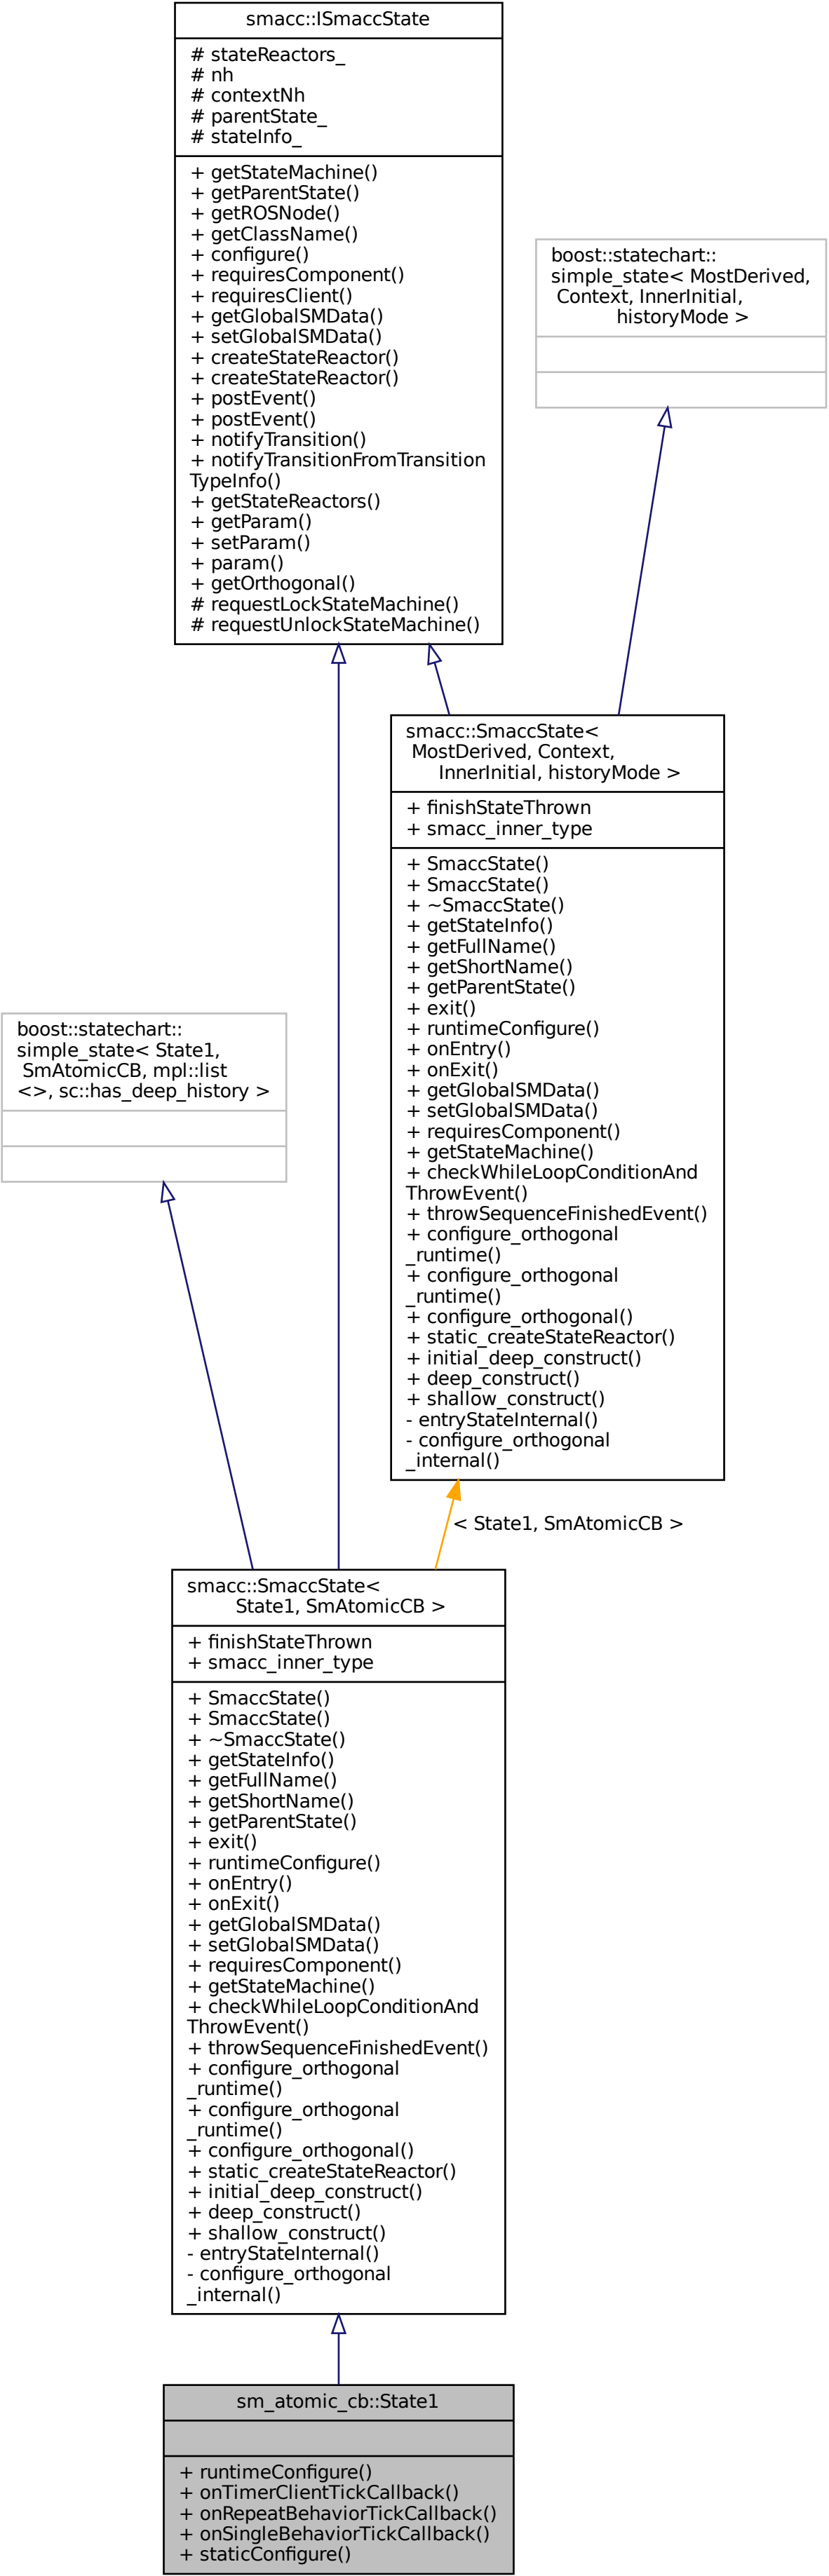 smacc::ISmaccState
# stateReactors_
# nh
# contextNh
# parentState_
# stateInfo_
+ getStateMachine()
+ getParentState()
+ getROSNode()
+ getClassName()
+ configure()
+ requiresComponent()
+ requiresClient()
+ getGlobalSMData()
+ setGlobalSMData()
+ createStateReactor()
+ createStateReactor()
+ postEvent()
+ postEvent()
+ notifyTransition()
+ notifyTransitionFromTransition
TypeInfo()
+ getStateReactors()
+ getParam()
+ setParam()
+ param()
+ getOrthogonal()
# requestLockStateMachine()
# requestUnlockStateMachine()
boost::statechart::
simple_state< MostDerived,
Context, InnerInitial,
historyMode >
smacc::SmaccState<
MostDerived, Context,
InnerInitial, historyMode >
+ finishStateThrown
+ smacc_inner_type
+ SmaccState()
+ SmaccState()
+ ~SmaccState()
+ getStateInfo()
+ getFullName()
+ getShortName()
+ getParentState()
+ exit()
+ runtimeConfigure()
+ onEntry()
+ onExit()
+ getGlobalSMData()
+ setGlobalSMData()
+ requiresComponent()
+ getStateMachine()
+ checkWhileLoopConditionAnd
ThrowEvent()
+ throwSequenceFinishedEvent()
+ configure_orthogonal
_runtime()
+ configure_orthogonal
_runtime()
+ configure_orthogonal()
+ static_createStateReactor()
+ initial_deep_construct()
+ deep_construct()
+ shallow_construct()
- entryStateInternal()
- configure_orthogonal
_internal()
boost::statechart::
simple_state< State1,
SmAtomicCB, mpl::list
<>, sc::has_deep_history >
< State1, SmAtomicCB >
smacc::SmaccState<
State1, SmAtomicCB >
+ finishStateThrown
+ smacc_inner_type
+ SmaccState()
+ SmaccState()
+ ~SmaccState()
+ getStateInfo()
+ getFullName()
+ getShortName()
+ getParentState()
+ exit()
+ runtimeConfigure()
+ onEntry()
+ onExit()
+ getGlobalSMData()
+ setGlobalSMData()
+ requiresComponent()
+ getStateMachine()
+ checkWhileLoopConditionAnd
ThrowEvent()
+ throwSequenceFinishedEvent()
+ configure_orthogonal
_runtime()
+ configure_orthogonal
_runtime()
+ configure_orthogonal()
+ static_createStateReactor()
+ initial_deep_construct()
+ deep_construct()
+ shallow_construct()
- entryStateInternal()
- configure_orthogonal
_internal()
sm_atomic_cb::State1
+ runtimeConfigure()
+ onTimerClientTickCallback()
+ onRepeatBehaviorTickCallback()
+ onSingleBehaviorTickCallback()
+ staticConfigure()